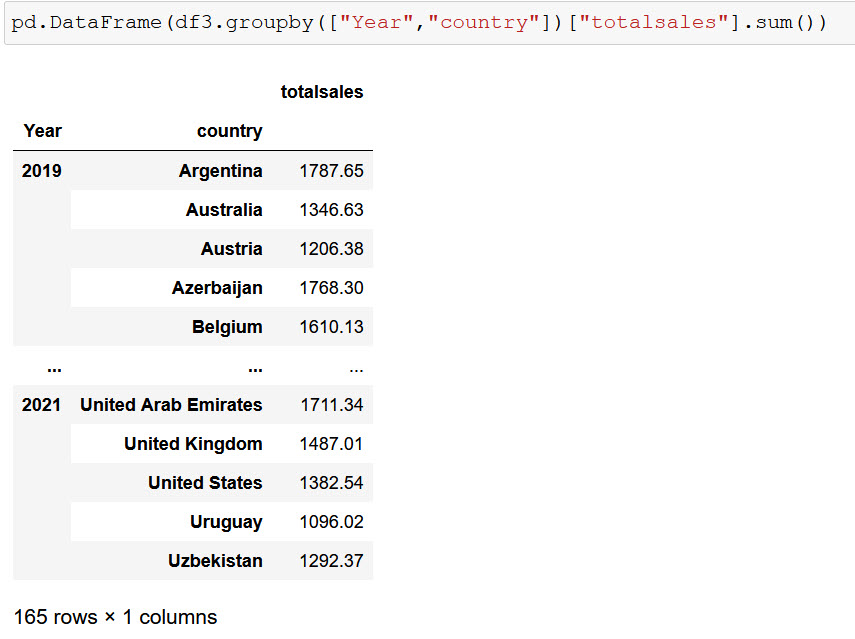 pd.DataFrame(df3.groupby(["Year","country"])["totalsales"].sum())
totalsales
Year country
2019 Argentina 1787.65
Australia 1346.63
Austria 1206.38
Azerbaijan 1768.30
Belgium 1610.13
... ... ...
2021 United Arab Emirates 1711.34
United Kingdom 1487.01
United States 1382.54
Uruguay 1096.02
Uzbekistan 1292.37
165 rows × 1 columns